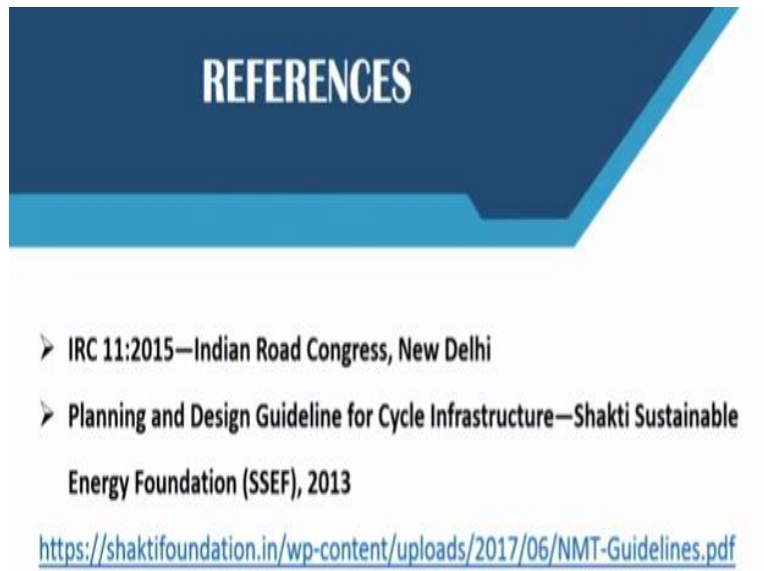 REFERENCES
➢ IRC 11:2015—Indian Road Congress, New Delhi
➢ Planning and Design Guideline for Cycle Infrastructure—Shakti Sustainable
Energy Foundation (SSEF), 2013
https://shaktifoundation.in/wp-content/uploads/2017/06/NMT-Guidelines.pdf